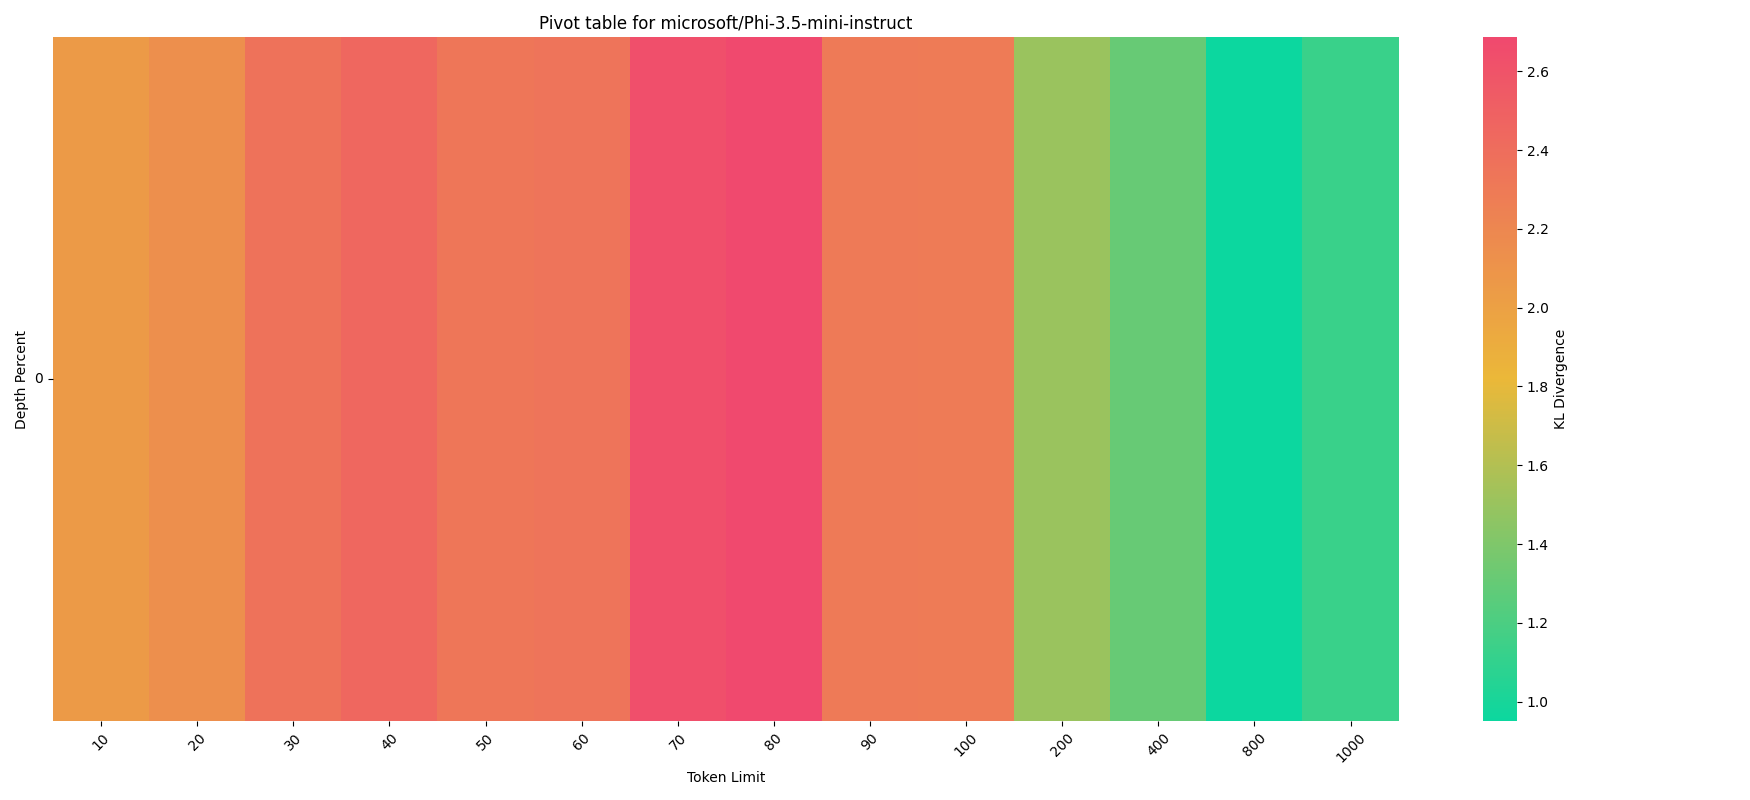 Pivot table for microsoft/Phi-3.5-mini-instruct
Depth Percent
0
10 20 30 40 50 60 70 80 90 100 200 400 800 1000
Token Limit
2.6
2.4
2.2
2.0
1.8
1.6
1.4
1.2
1.0
KL Divergence